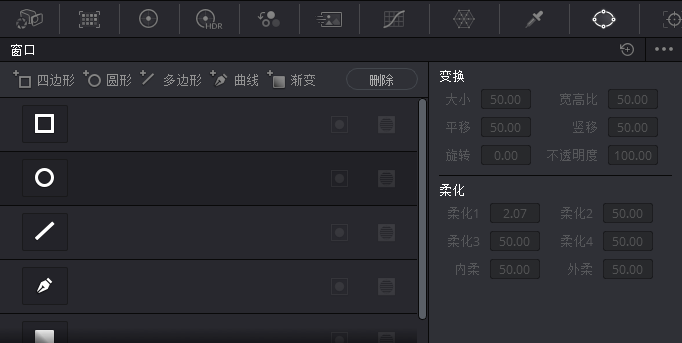 HDR
窗口
四边形 圆形 多边形 曲线 渐变 删除
变换
大小 50.00 宽高比 50.00
平移 50.00 竖移 50.00
旋转 0.00 不透明度 100.00
柔化
柔化1 2.07 柔化2 50.00
柔化3 50.00 柔化4 50.00
内柔 50.00 外柔 50.00